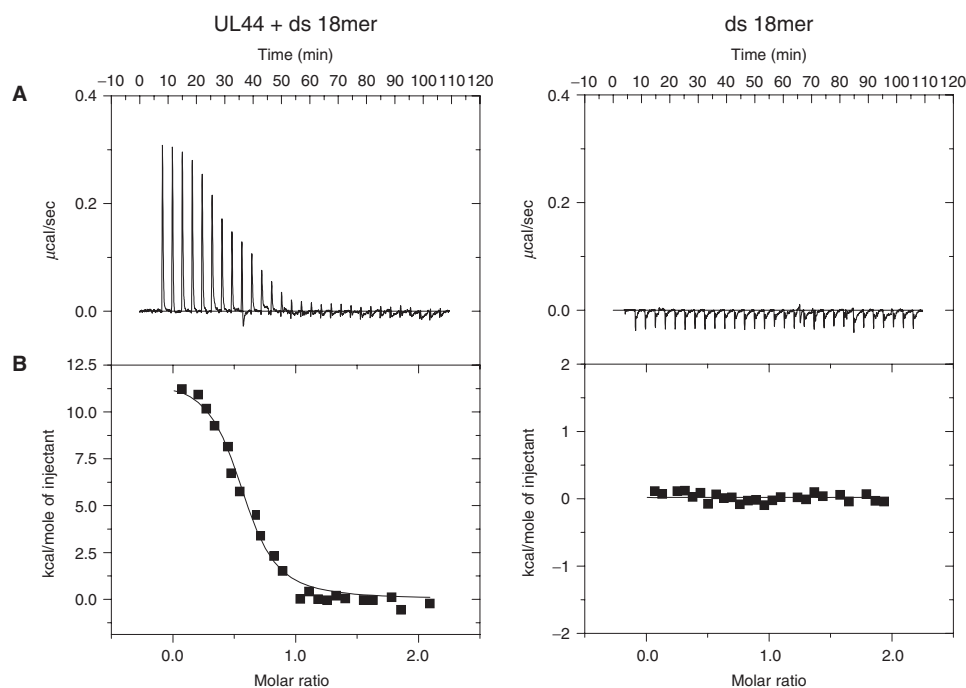 UL44 + ds 18mer
Time (min)
−10 0 10 20 30 40 50 60 70 80 90 100 110 120
A
0.4
0.2
0.0
µcal/sec
B
12.5
10.0
7.5
5.0
2.5
0.0
kcal/mole of injectant
0.0 1.0 2.0
Molar ratio
ds 18mer
Time (min)
−10 0 10 20 30 40 50 60 70 80 90 100 110 120
0.4
0.2
0.0
µcal/sec
2
1
0
−1
−2
kcal/mole of injectant
0.0 1.0 2.0
Molar ratio